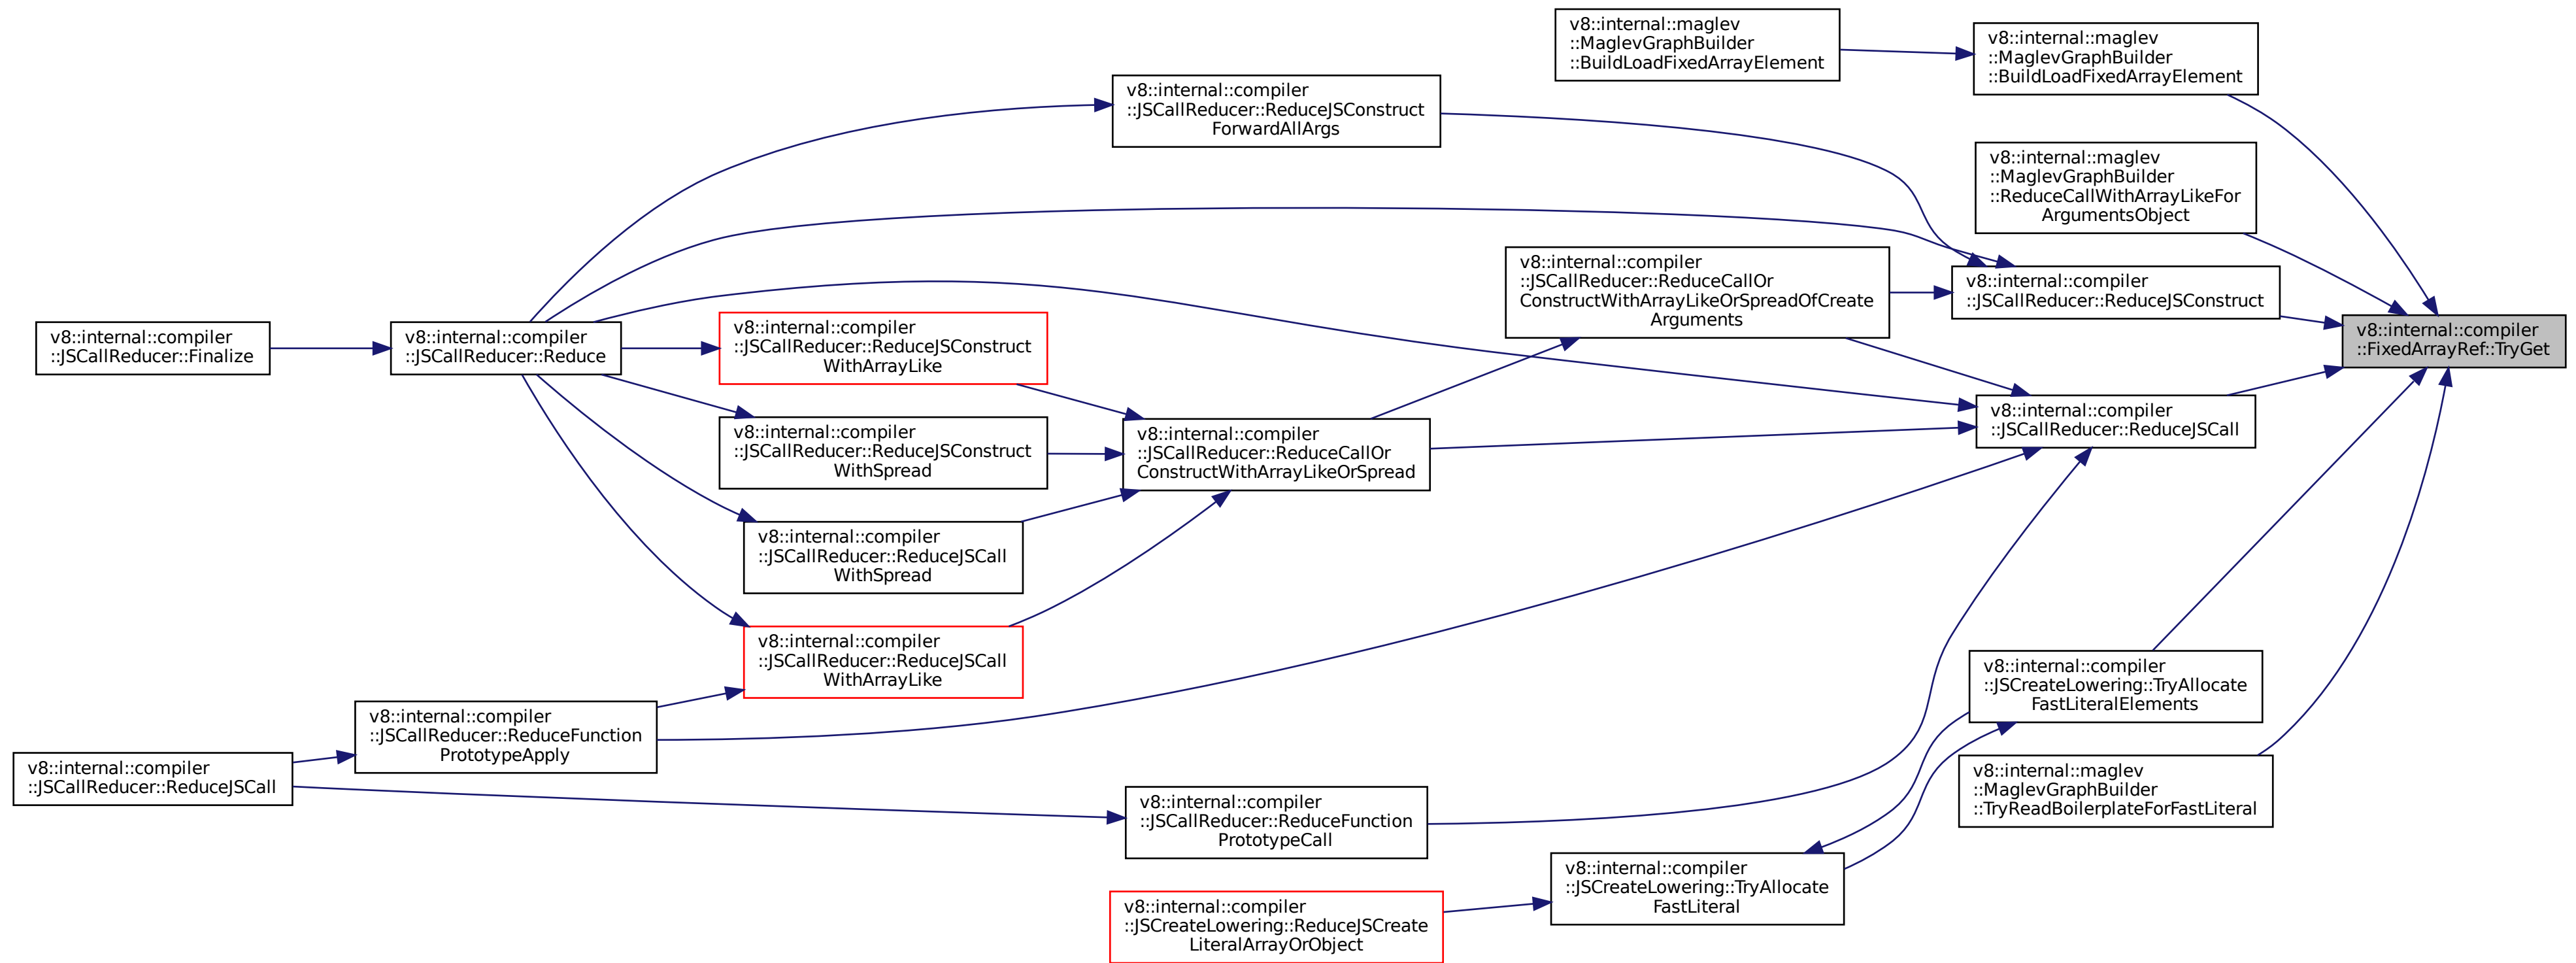 v8::internal::maglev
::MaglevGraphBuilder
::BuildLoadFixedArrayElement
v8::internal::maglev
::MaglevGraphBuilder
::BuildLoadFixedArrayElement
v8::internal::compiler
::JSCallReducer::ReduceJSConstruct
ForwardAllArgs
v8::internal::maglev
::MaglevGraphBuilder
::ReduceCallWithArrayLikeFor
ArgumentsObject
v8::internal::compiler
::JSCallReducer::ReduceCallOr
ConstructWithArrayLikeOrSpreadOfCreate
Arguments
v8::internal::compiler
::JSCallReducer::ReduceJSConstruct
v8::internal::compiler
::FixedArrayRef::TryGet
v8::internal::compiler
::JSCallReducer::Finalize
v8::internal::compiler
::JSCallReducer::Reduce
v8::internal::compiler
::JSCallReducer::ReduceJSConstruct
WithArrayLike
v8::internal::compiler
::JSCallReducer::ReduceJSConstruct
WithSpread
v8::internal::compiler
::JSCallReducer::ReduceCallOr
ConstructWithArrayLikeOrSpread
v8::internal::compiler
::JSCallReducer::ReduceJSCall
v8::internal::compiler
::JSCallReducer::ReduceJSCall
WithSpread
v8::internal::compiler
::JSCallReducer::ReduceJSCall
WithArrayLike
v8::internal::compiler
::JSCreateLowering::TryAllocate
FastLiteralElements
v8::internal::compiler
::JSCallReducer::ReduceFunction
PrototypeApply
v8::internal::compiler
::JSCallReducer::ReduceJSCall
v8::internal::maglev
::MaglevGraphBuilder
::TryReadBoilerplateForFastLiteral
v8::internal::compiler
::JSCallReducer::ReduceFunction
PrototypeCall
v8::internal::compiler
::JSCreateLowering::TryAllocate
FastLiteral
v8::internal::compiler
::JSCreateLowering::ReduceJSCreate
LiteralArrayOrObject